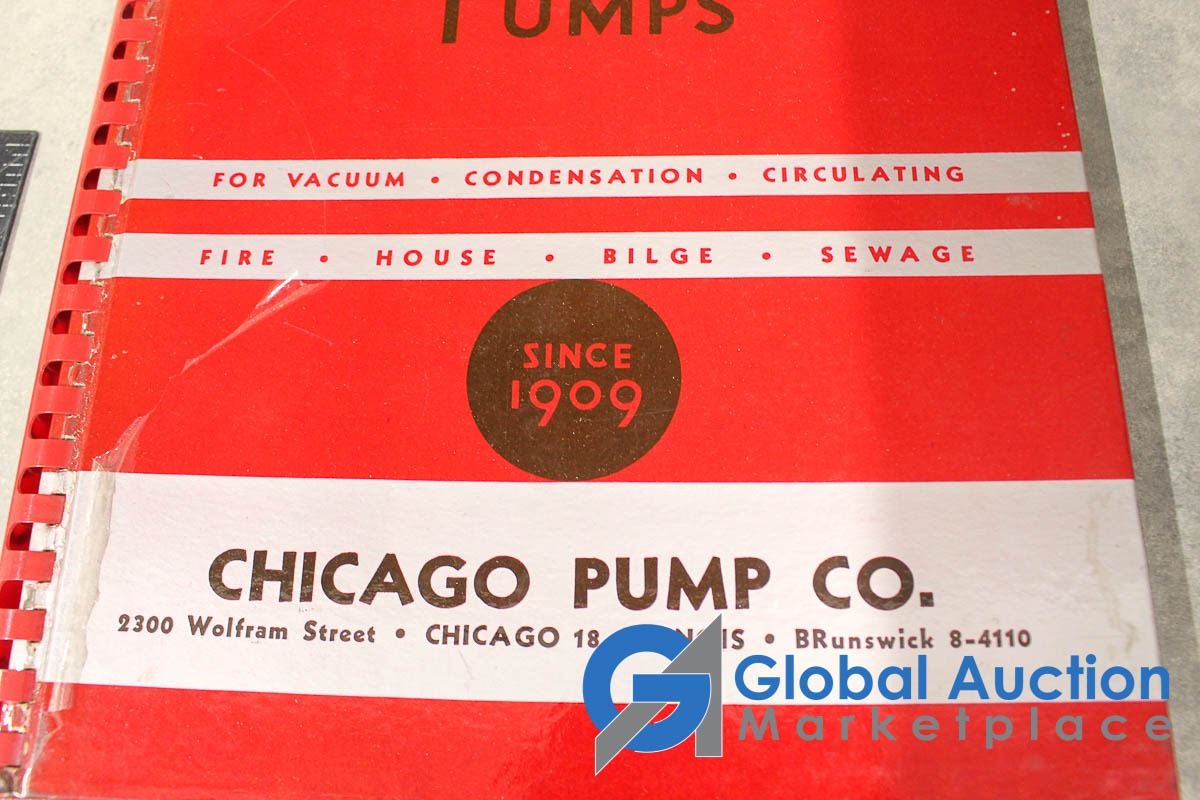 PUMPS
FOR VACUUM • CONDENSATION • CIRCULATING
FIRE • HOUSE • BILGE • SEWAGE
SINCE
1909
CHICAGO PUMP CO.
2300 Wolfram Street • CHICAGO 18 • BRunswick 8-4110
Global Auction
Marketplace